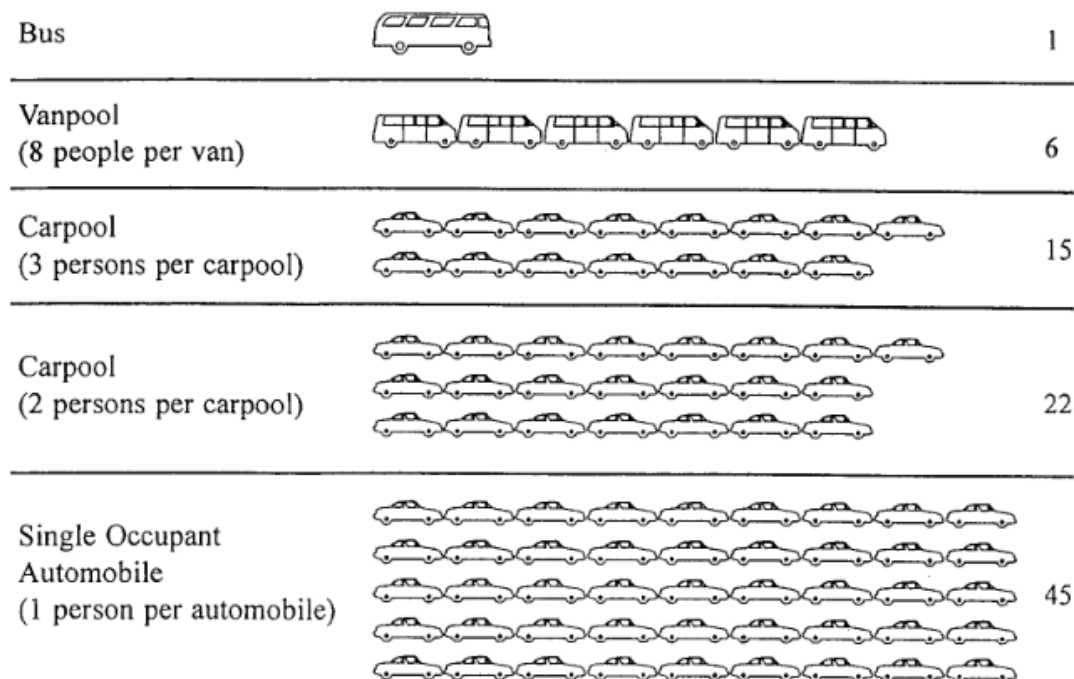 Bus 1
Vanpool
(8 people per van) 6
Carpool
(3 persons per carpool) 15
Carpool
(2 persons per carpool) 22
Single Occupant
Automobile
(1 person per automobile) 45